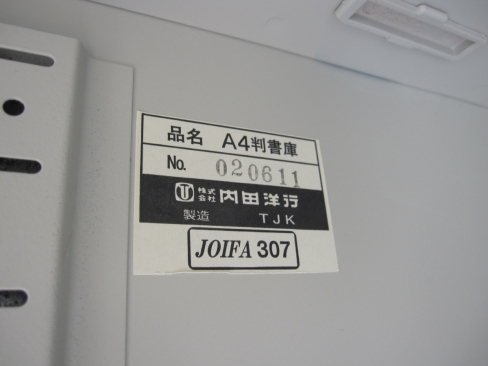 品名 A4判書庫
No. 020611
株式会社 内田洋行
製造 TJK
JOIFA 307